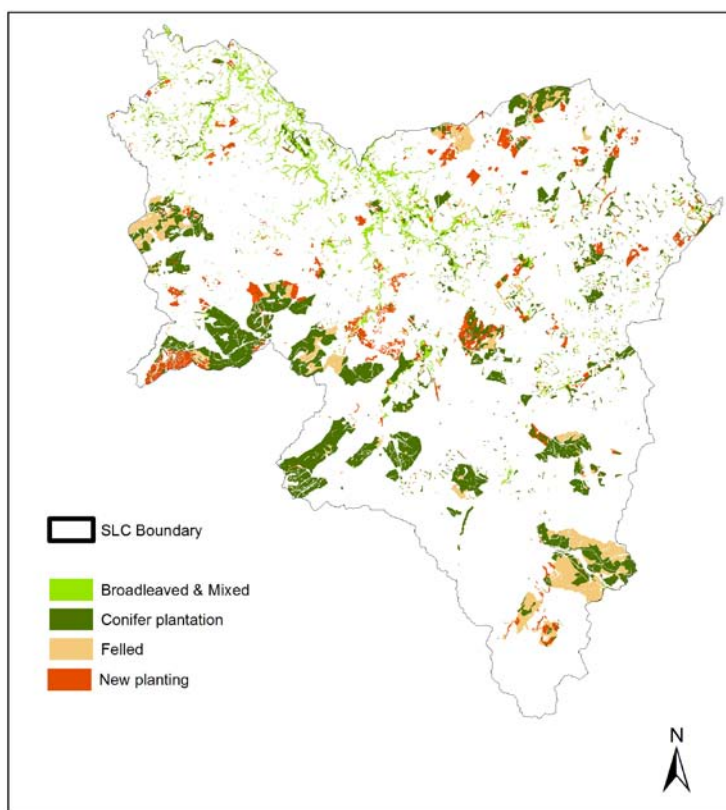 SLC Boundary
Broadleaved & Mixed
Conifer plantation
Felled
New planting
N